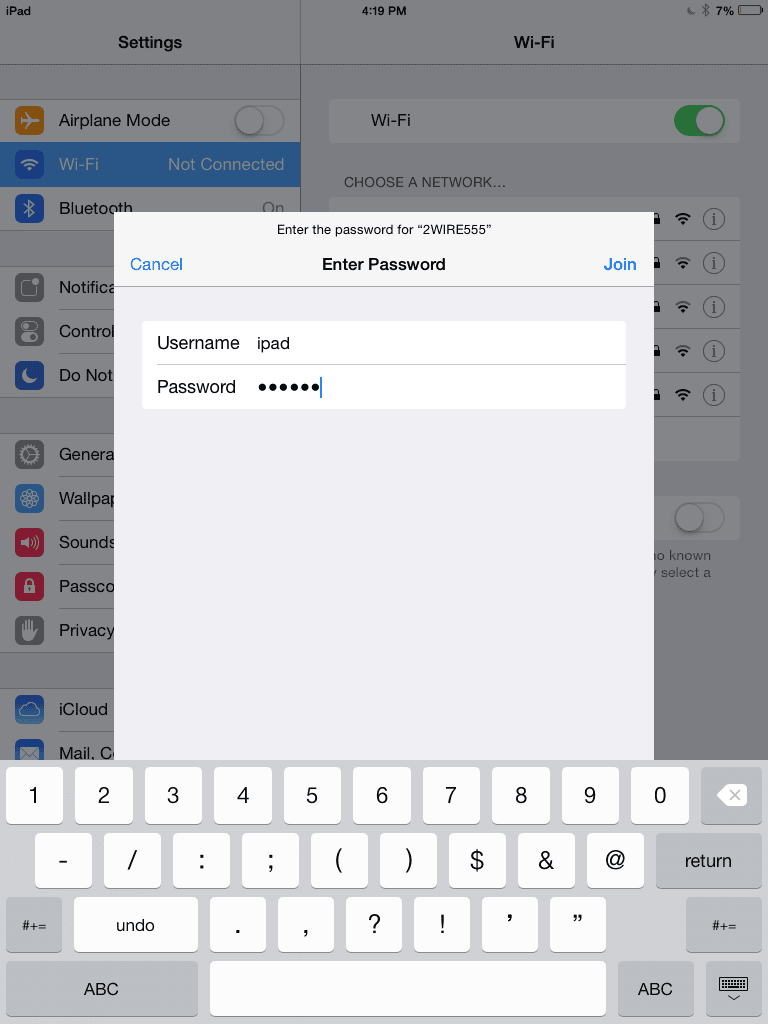 iPad 4:19 PM 7%
Settings
Wi-Fi
Airplane Mode
Wi-Fi Not Connected
Bluetooth On
Wi-Fi
CHOOSE A NETWORK...
Enter the password for “2WIRE555”
Cancel Enter Password Join
Username ipad
Password ••••••
Notifica
Control
Do Not
Genera
Wallpap
Sounds
Passco
Privacy
iCloud
Mail, C
no known
y select a
1 2 3 4 5 6 7 8 9 0
- / : ; ( ) $ & @ return
#+= undo . , ? ! ’ ” #+=
ABC ABC